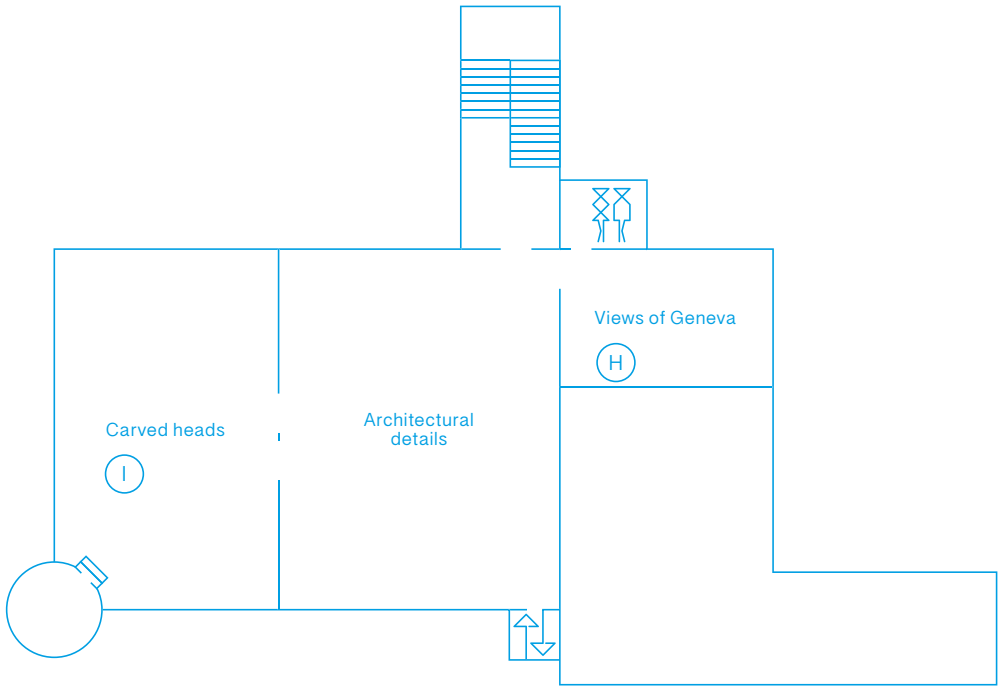 Views of Geneva
H
Architectural
details
Carved heads
I